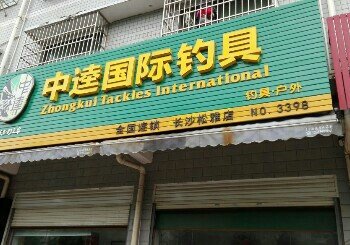 中逵国际钓具
Zhongkui Tackles International
钓具·户外
全国连锁 长沙松雅店 NO.3398